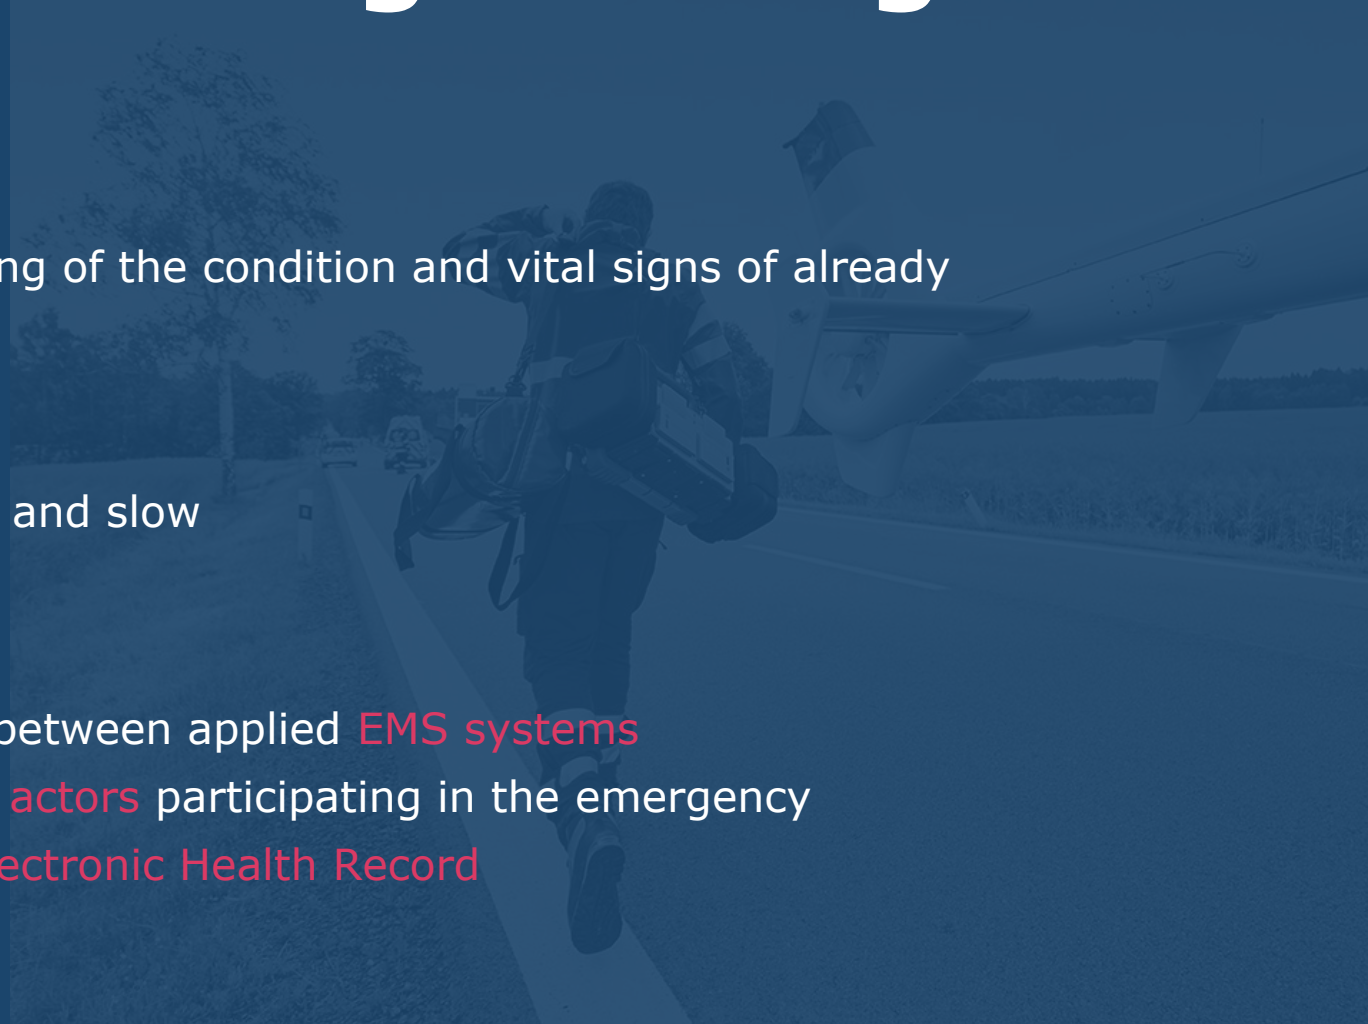 ng of the condition and vital signs of already
and slow
between applied EMS systems
actors participating in the emergency
ectronic Health Record